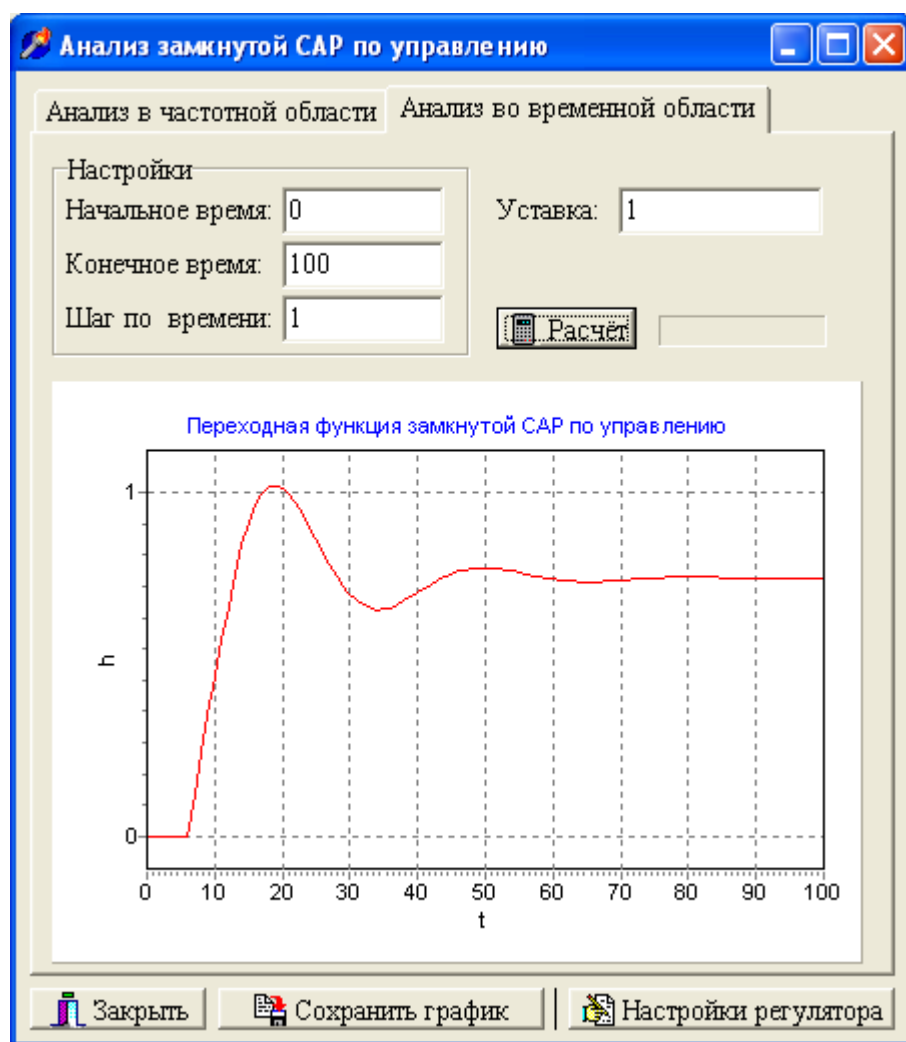 Анализ замкнутой САР по управлению
Анализ в частотной области Анализ во временной области
Настройки
Начальное время: 0 Уставка: 1
Конечное время: 100
Шаг по времени: 1 Расчёт
Переходная функция замкнутой САР по управлению
1
h
0
0 10 20 30 40 50 60 70 80 90 100
t
Закрыть Сохранить график Настройки регулятора